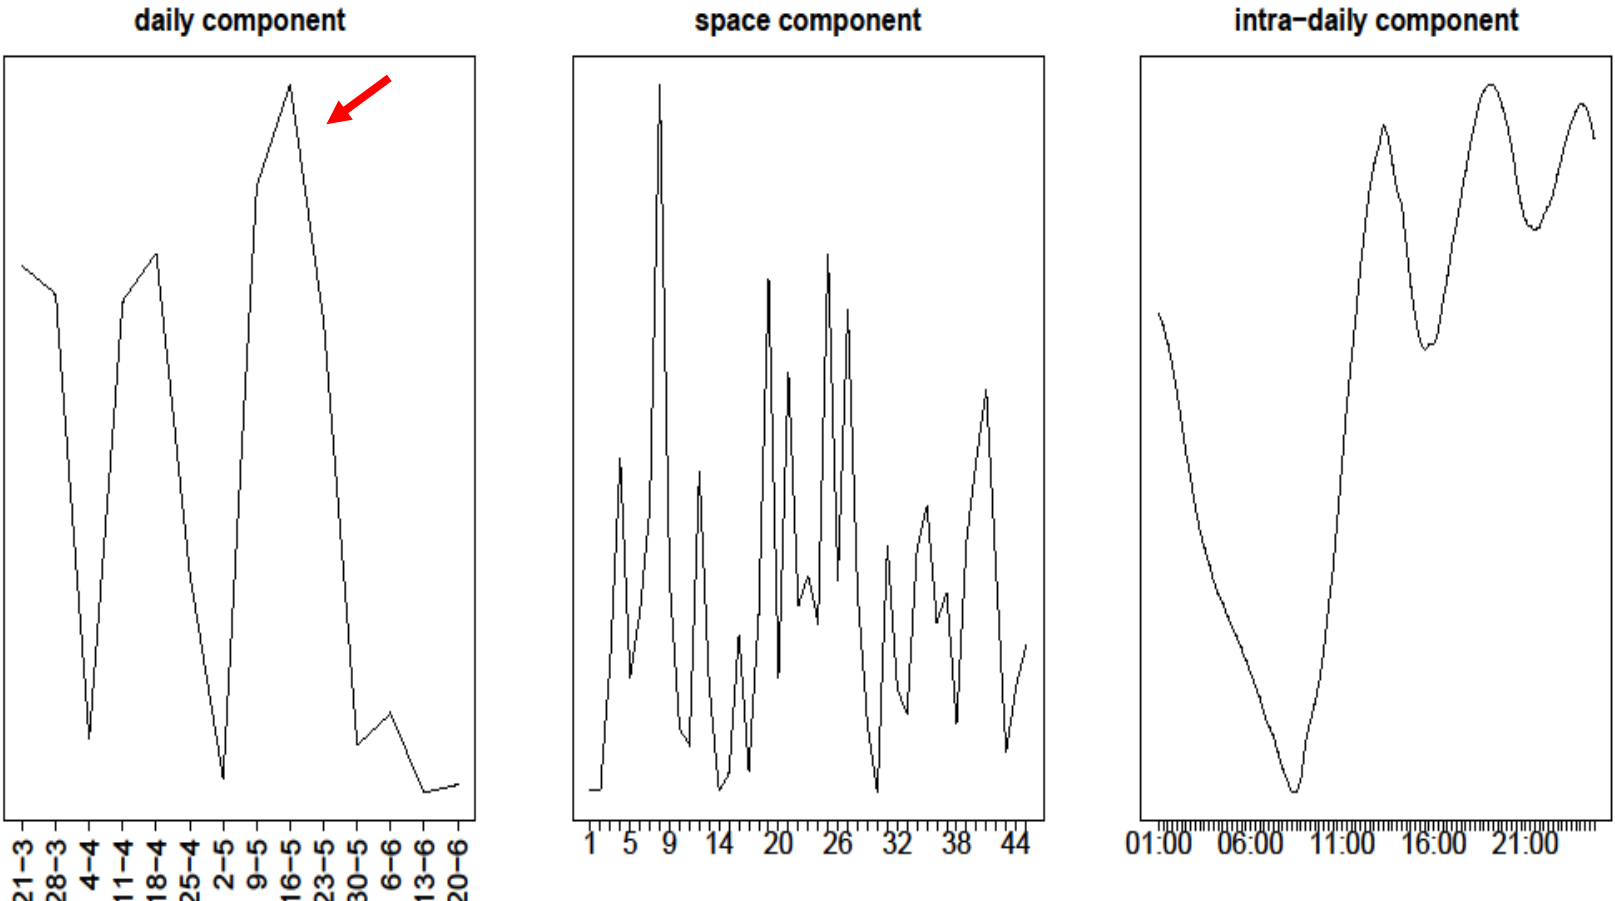 daily component
space component
intra−daily component
21−3 28−3 4−4 11−4 18−4 25−4 2−5 9−5 16−5 23−5 30−5 6−6 13−6 20−6
1 5 9 14 20 26 32 38 44
01:00 06:00 11:00 16:00 21:00